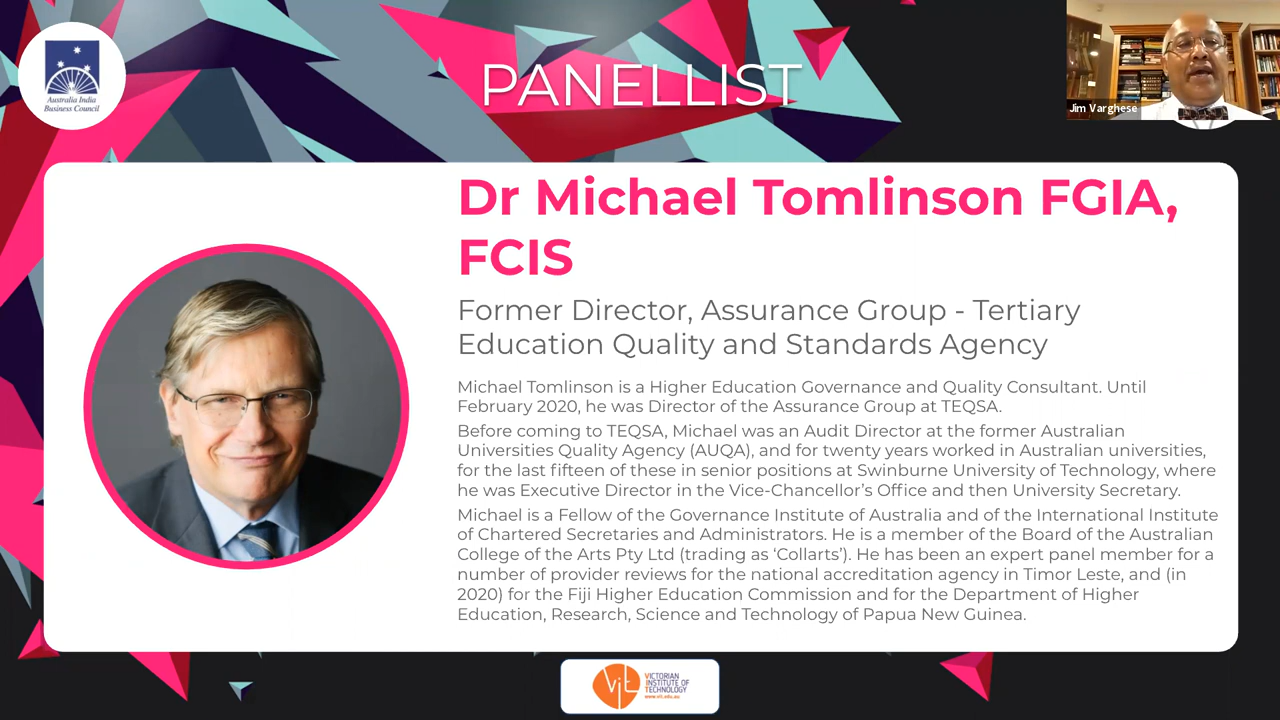 Australia India
Business Council
PANELLIST
Jim Varghese
Dr Michael Tomlinson FGIA,
FCIS
Former Director, Assurance Group - Tertiary
Education Quality and Standards Agency
Michael Tomlinson is a Higher Education Governance and Quality Consultant. Until
February 2020, he was Director of the Assurance Group at TEQSA.
Before coming to TEQSA, Michael was an Audit Director at the former Australian
Universities Quality Agency (AUQA), and for twenty years worked in Australian universities,
for the last fifteen of these in senior positions at Swinburne University of Technology, where
he was Executive Director in the Vice-Chancellor's Office and then University Secretary.
Michael is a Fellow of the Governance Institute of Australia and of the International Institute
of Chartered Secretaries and Administrators. He is a member of the Board of the Australian
College of the Arts Pty Ltd (trading as 'Collarts'). He has been an expert panel member for a
number of provider reviews for the national accreditation agency in Timor Leste, and (in
2020) for the Fiji Higher Education Commission and for the Department of Higher
Education, Research, Science and Technology of Papua New Guinea.
vit
VICTORIAN
INSTITUTE OF
TECHNOLOGY
www.vit.edu.au